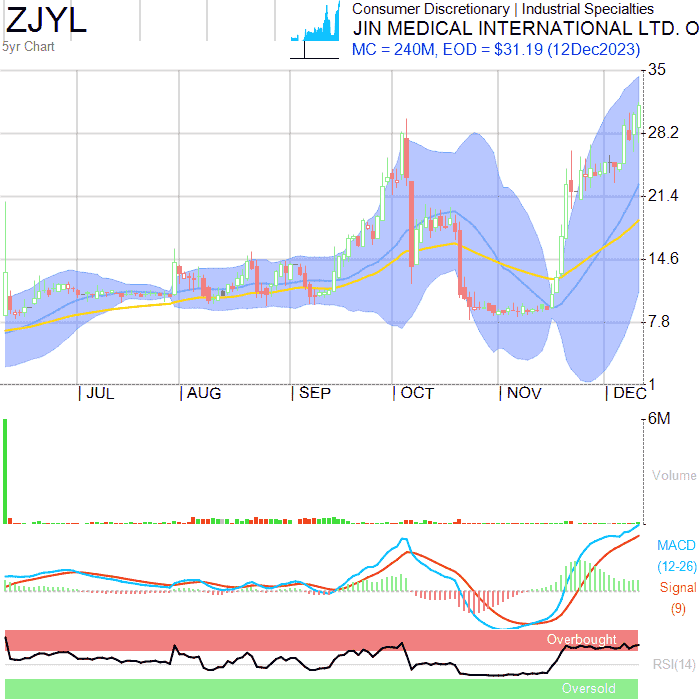 ZJYL
5yr Chart
Consumer Discretionary | Industrial Specialties
JIN MEDICAL INTERNATIONAL LTD. O
MC = 240M, EOD = $31.19 (12Dec2023)
35
28.2
21.4
14.6
7.8
1
JUL AUG SEP OCT NOV DEC
6M
Volume
MACD
(12-26)
Signal
(9)
Overbought
RSI(14)
Oversold